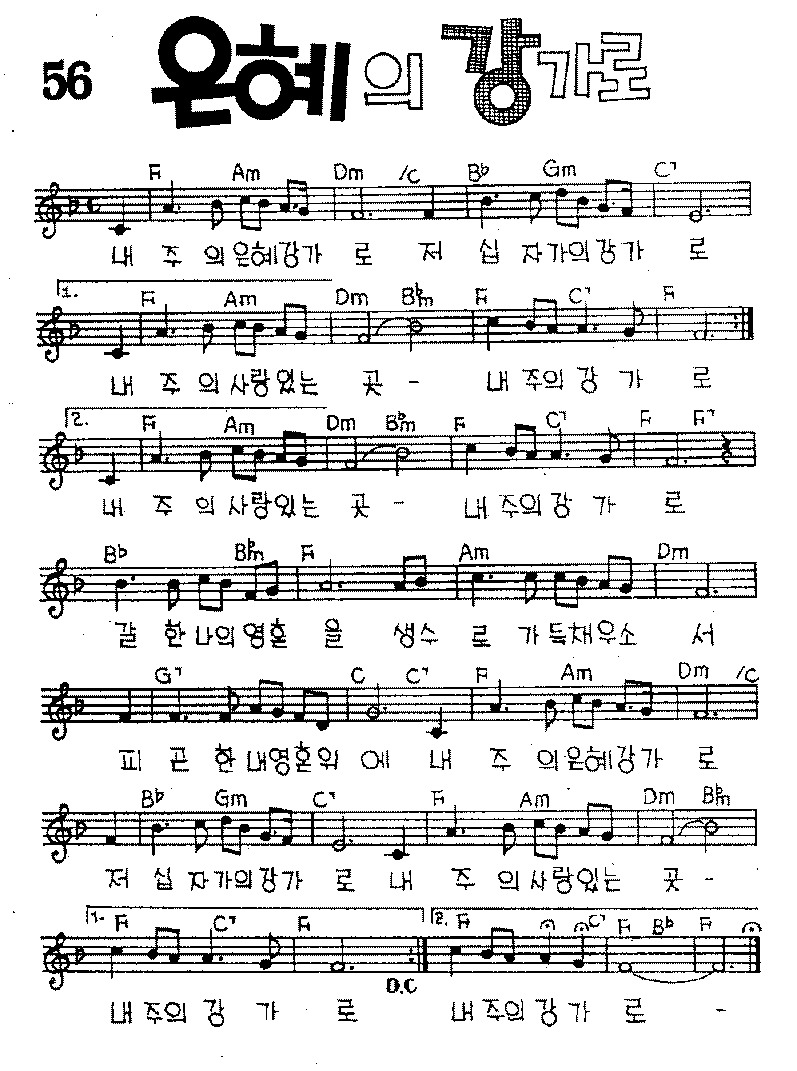 56 은혜의 강가로
F Am Dm /C B♭ Gm C7
내 주 의은혜강가 로 저 십 자가의강 가 로
1. F Am Dm B♭m F C7 F
내 주 의사랑있는 곳 - 내 주의 강 가 로
2. F Am Dm B♭m F C7 F F7
내 주 의 사랑있는 곳 - 내 주의 강 가 로
B♭ B♭m F Am Dm
갈 한 나의 영혼 을 생수 로 가득채우소 서
G7 C C7 F Am Dm /C
피 곤 한 내영혼위 에 내 주 의은혜강가 로
B♭ Gm C7 F Am Dm B♭m
저 십 자가의강가 로 내 주 의 사랑있는 곳 -
1. F C7 F 2. F C7 F B♭ F
D.C
내 주의 강 가 로 내 주의 강 가 로 -